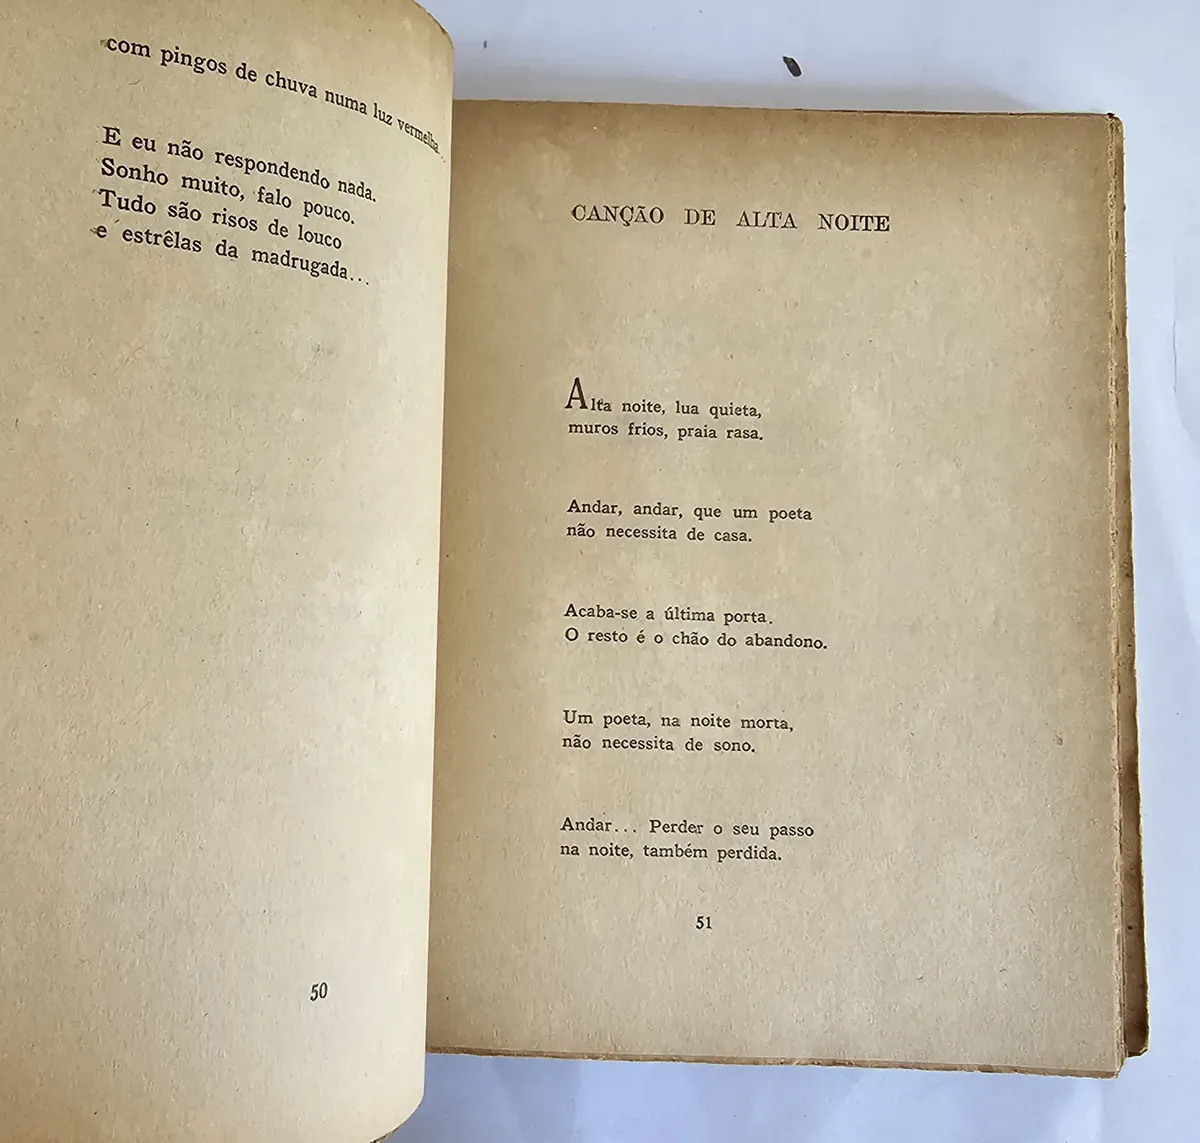 com pingos de chuva numa luz vermelha...
E eu não respondendo nada.
Sonho muito, falo pouco.
Tudo são risos de louco
e estrêlas da madrugada...
50
CANÇÃO DE ALTA NOITE
Alta noite, lua quieta,
muros frios, praia rasa.
Andar, andar, que um poeta
não necessita de casa.
Acaba-se a última porta.
O resto é o chão do abandono.
Um poeta, na noite morta,
não necessita de sono.
Andar... Perder o seu passo
na noite, também perdida.
51